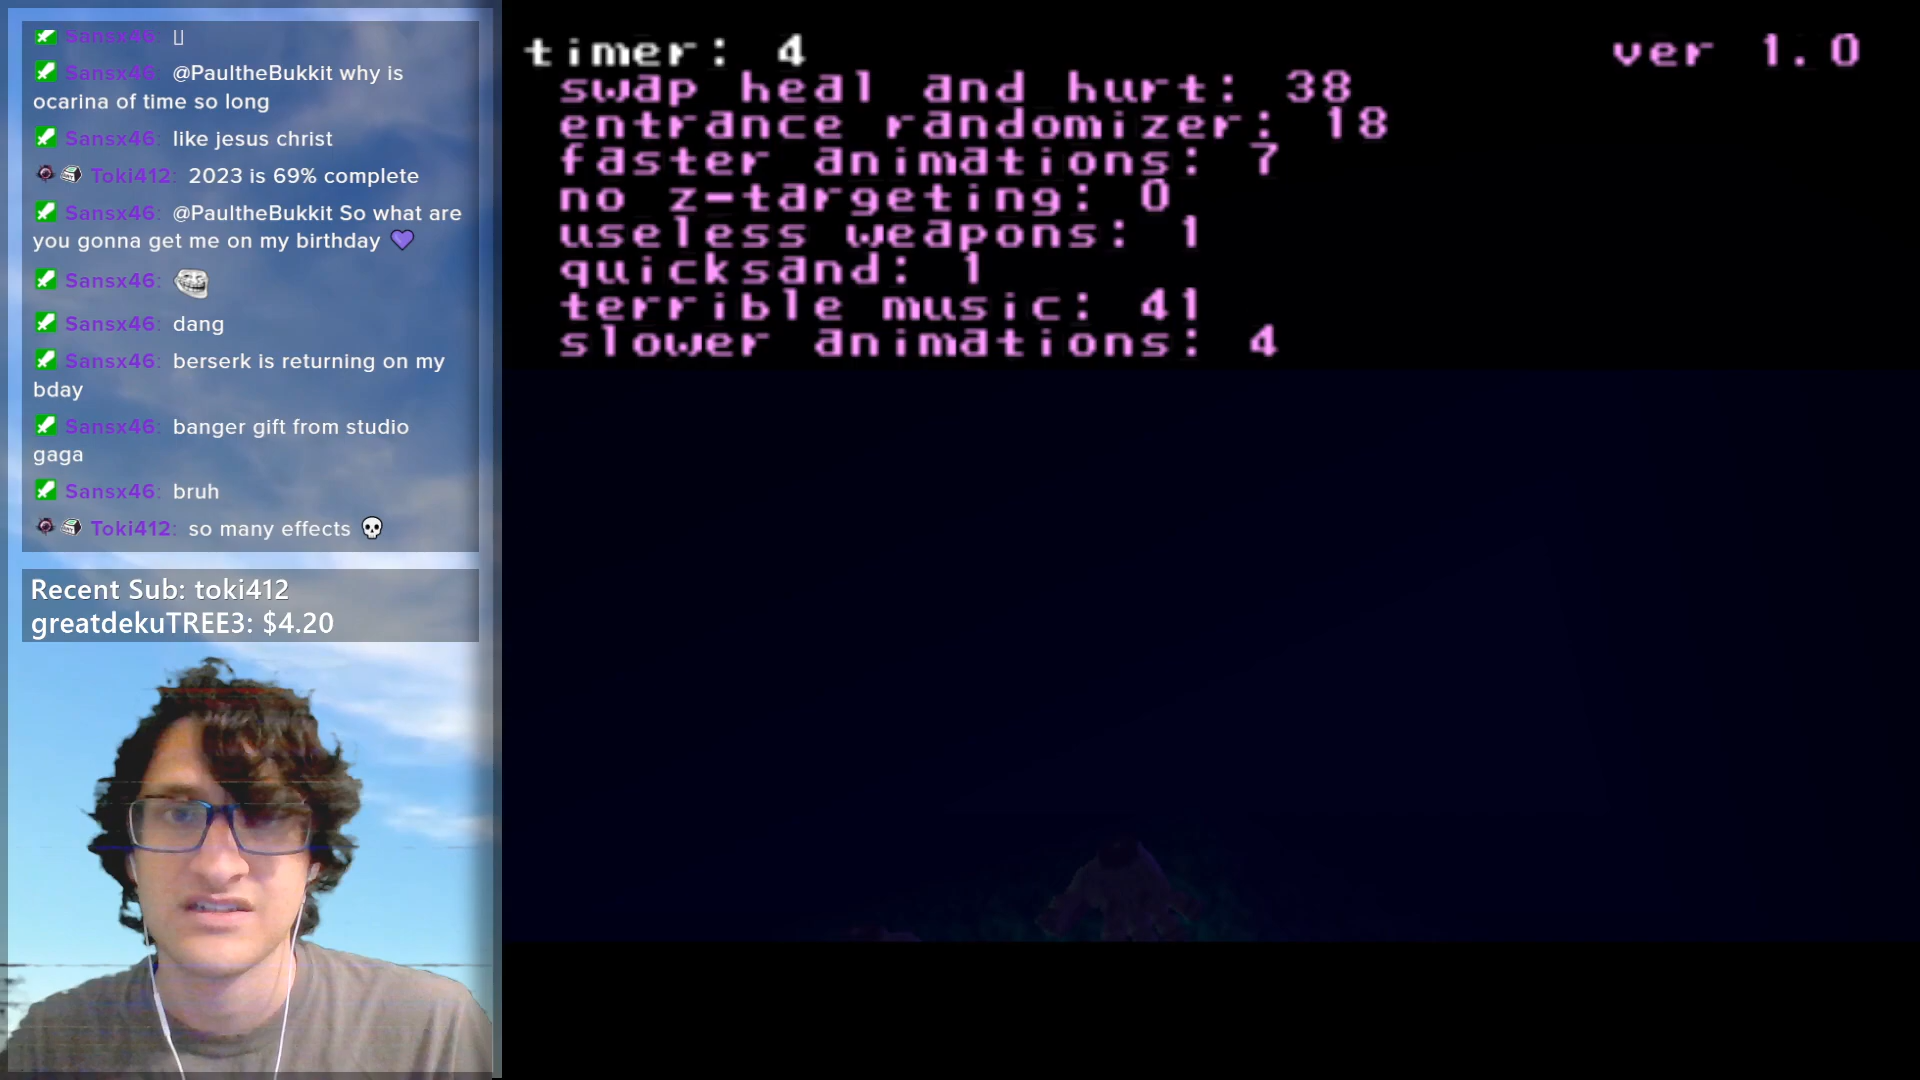 Sansx46:
@PaultheBukkit why is
ocarina of time so long
Sansx46: like jesus christ
Toki412: 2023 is 69% complete
Sansx46: @PaultheBukkit So what are
you gonna get me on my birthday
Sansx46:
Sansx46: dang
Sansx46: berserk is returning on my
bday
Sansx46: banger gift from studio
gaga
Sansx46: bruh
Toki412: so many effects
Recent Sub: toki412
greatdekuTREE3: $4.20
timer: 4
ver 1.0
swap heal and hurt: 38
entrance randomizer: 18
faster animations: 7
no z-targeting: 0
useless weapons: 1
quicksand: 1
terrible music: 41
slower animations: 4